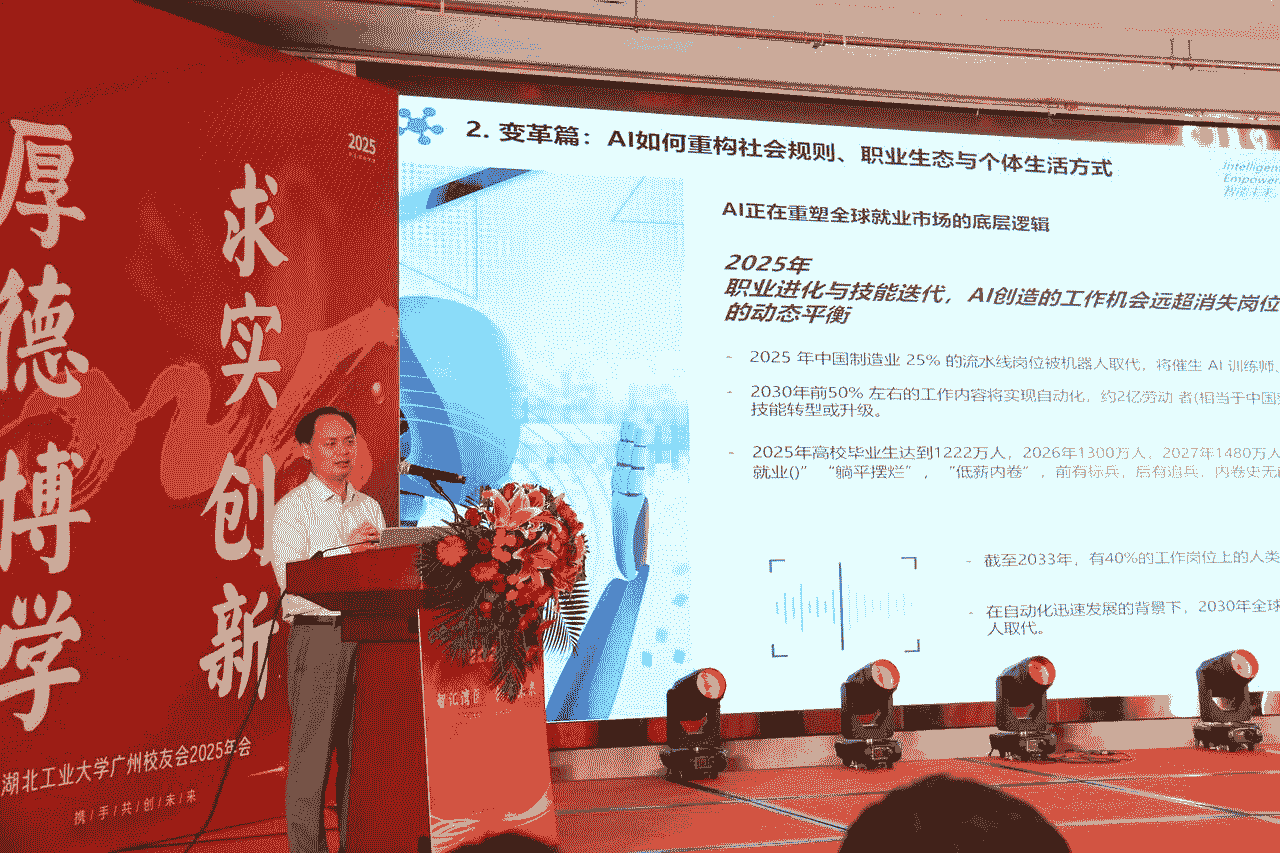 厚德博学
求实创新
2025
湖北工业大学广州校友会2025年会
携/手/共/创/未/来
2. 变革篇：AI如何重构社会规则、职业生态与个体生活方式
Intelligen
Empower
智能未来
AI正在重塑全球就业市场的底层逻辑
2025年
职业进化与技能迭代，AI创造的工作机会远超消失岗位
的动态平衡
- 2025 年中国制造业 25% 的流水线岗位被机器人取代，将催生 AI 训练师、
- 2030年前50% 左右的工作内容将实现自动化，约2亿劳动 者(相当于中国
技能转型或升级。
- 2025年高校毕业生达到1222万人，2026年1300万人，2027年1480万人
就业()” “躺平摆烂”，“低薪内卷”，前有标兵，后有追兵，内卷史无
- 截至2033年，有40%的工作岗位上的人类
- 在自动化迅速发展的背景下，2030年全球
人取代。
智汇湾区